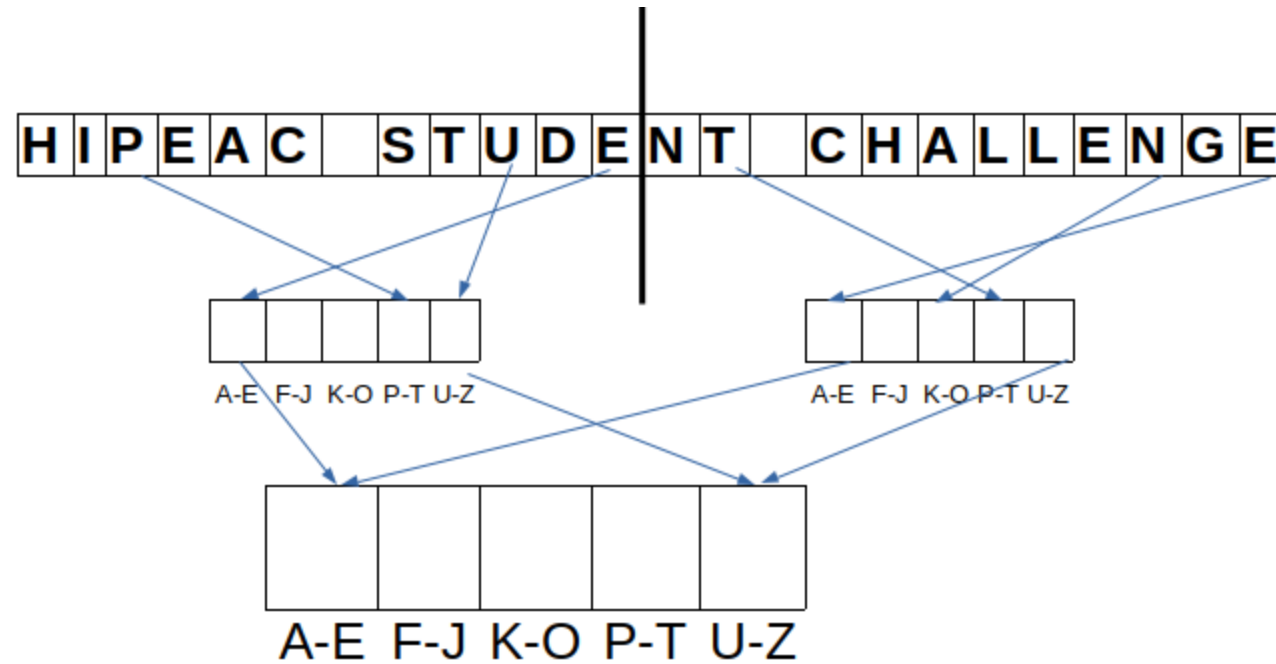 HIPEAC STUDENT CHALLENGE
A-E F-J K-O P-T U-Z A-E F-J K-O P-T U-Z
A-E F-J K-O P-T U-Z